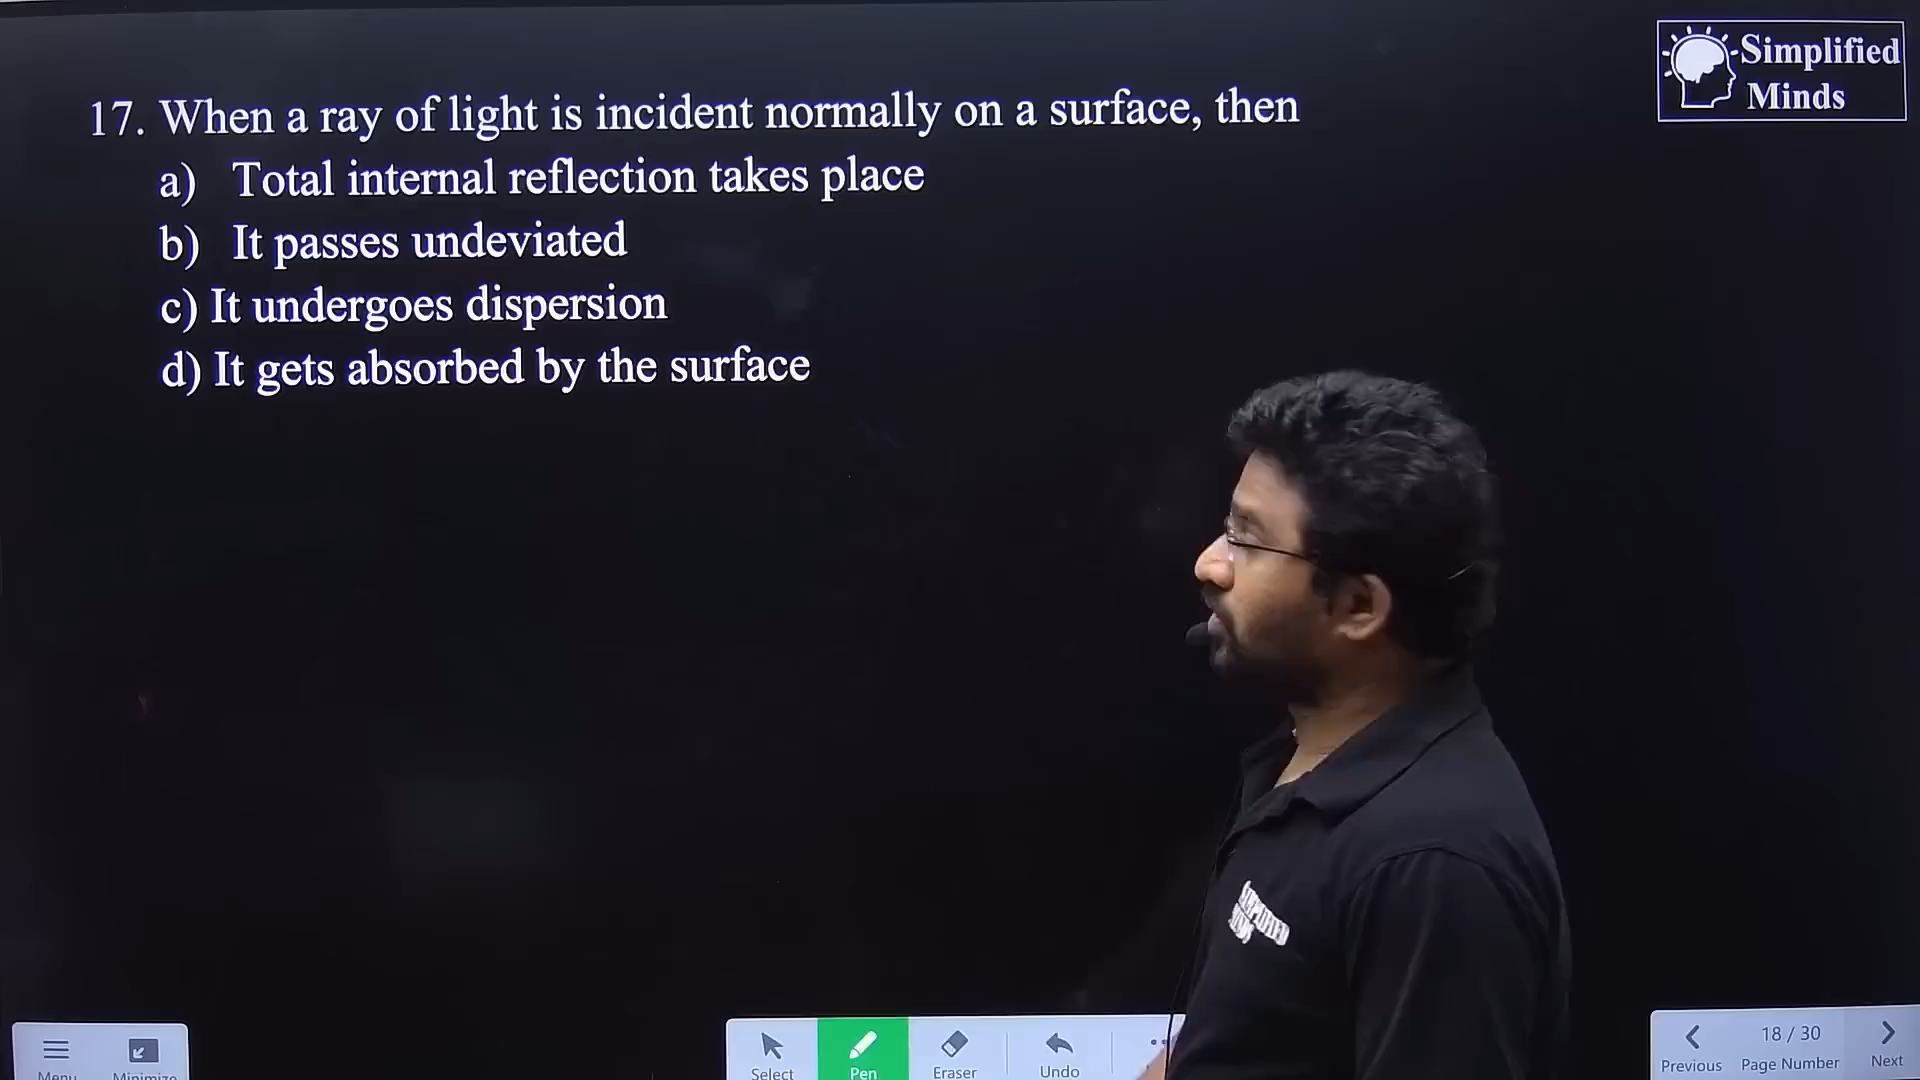 Simplified
Minds
17. When a ray of light is incident normally on a surface, then
a) Total internal reflection takes place
b) It passes undeviated
c) It undergoes dispersion
d) It gets absorbed by the surface
Menu
Minimize
Select
Pen
Eraser
Undo
Previous
18 / 30
Page Number
Next